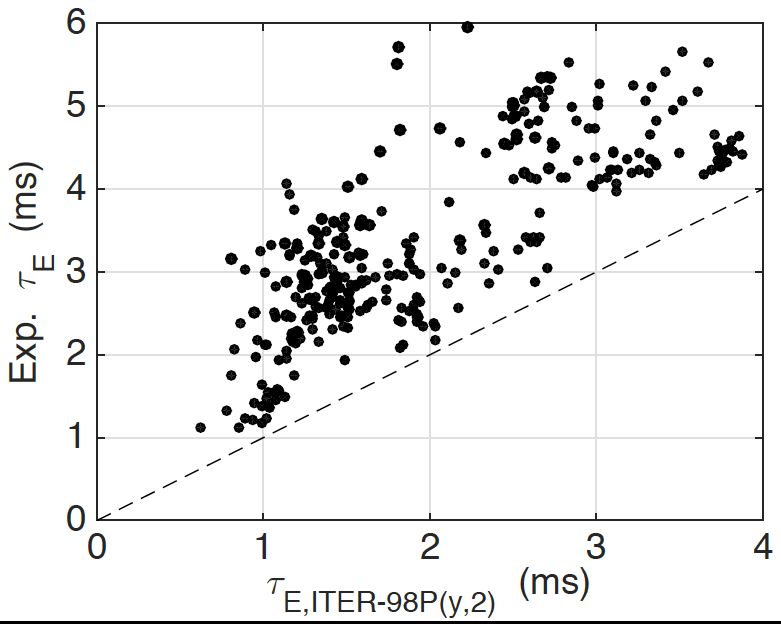 6
5
4
3
2
1
0
Exp. τE (ms)
0 1 2 3 4
τE,ITER-98P(y,2) (ms)